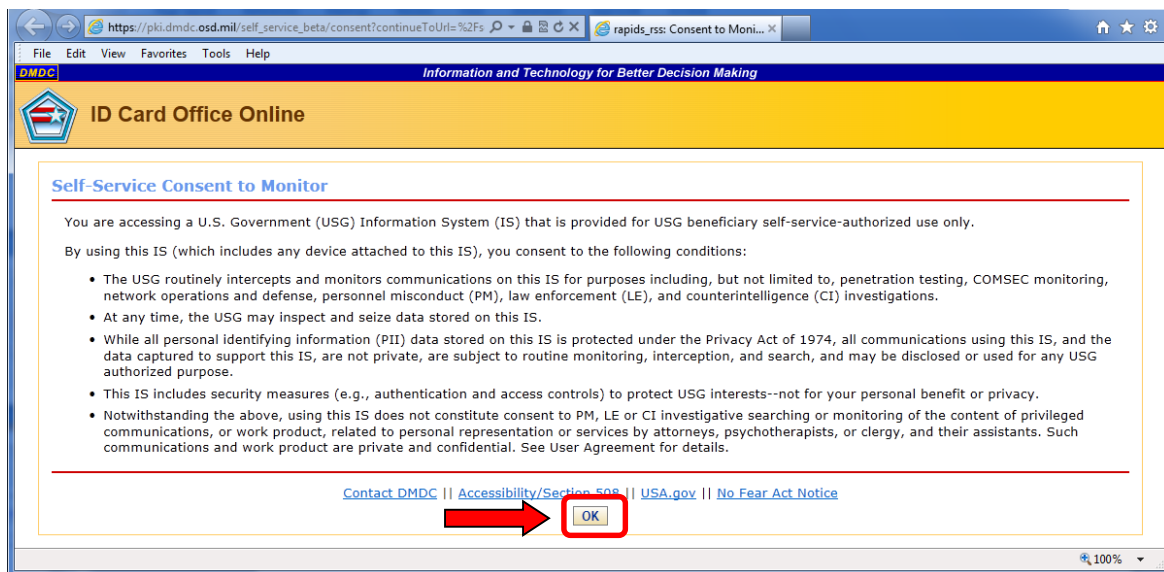 https://pki.dmdc.osd.mil/self_service_beta/consent?continueToUrl=%2Fs
rapids_rss: Consent to Moni...
File Edit View Favorites Tools Help
DMDC Information and Technology for Better Decision Making
ID Card Office Online
Self-Service Consent to Monitor
You are accessing a U.S. Government (USG) Information System (IS) that is provided for USG beneficiary self-service-authorized use only.
By using this IS (which includes any device attached to this IS), you consent to the following conditions:
• The USG routinely intercepts and monitors communications on this IS for purposes including, but not limited to, penetration testing, COMSEC monitoring,
network operations and defense, personnel misconduct (PM), law enforcement (LE), and counterintelligence (CI) investigations.
• At any time, the USG may inspect and seize data stored on this IS.
• While all personal identifying information (PII) data stored on this IS is protected under the Privacy Act of 1974, all communications using this IS, and the
data captured to support this IS, are not private, are subject to routine monitoring, interception, and search, and may be disclosed or used for any USG
authorized purpose.
• This IS includes security measures (e.g., authentication and access controls) to protect USG interests--not for your personal benefit or privacy.
• Notwithstanding the above, using this IS does not constitute consent to PM, LE or CI investigative searching or monitoring of the content of privileged
communications, or work product, related to personal representation or services by attorneys, psychotherapists, or clergy, and their assistants. Such
communications and work product are private and confidential. See User Agreement for details.
Contact DMDC || Accessibility/Section 508 || USA.gov || No Fear Act Notice
OK
100%